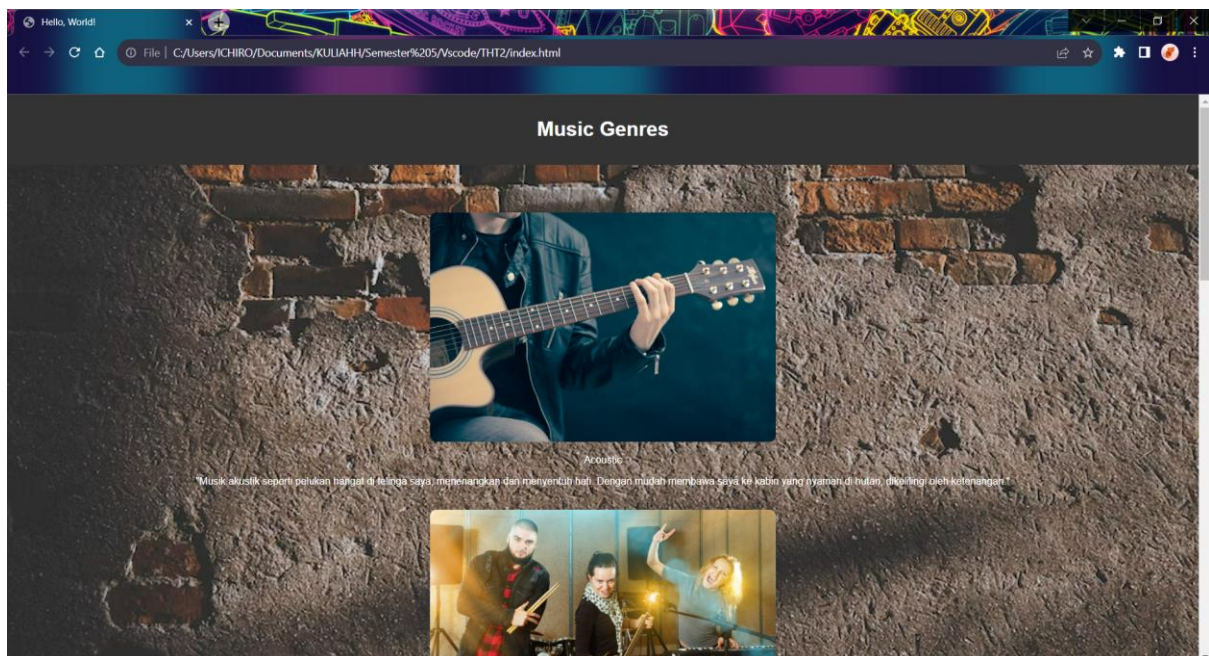 Hello, World!
File | C:/Users/ICHIRO/Documents/KULIAHH/Semester%205/Vscode/THT2/index.html
Music Genres
Acoustic
"Musik akustik seperti pelukan hangat di telinga saya, menenangkan dan menyentuh hati. Dengan mudah membawa saya ke kabin yang nyaman di hutan, dikelilingi oleh ketenangan."